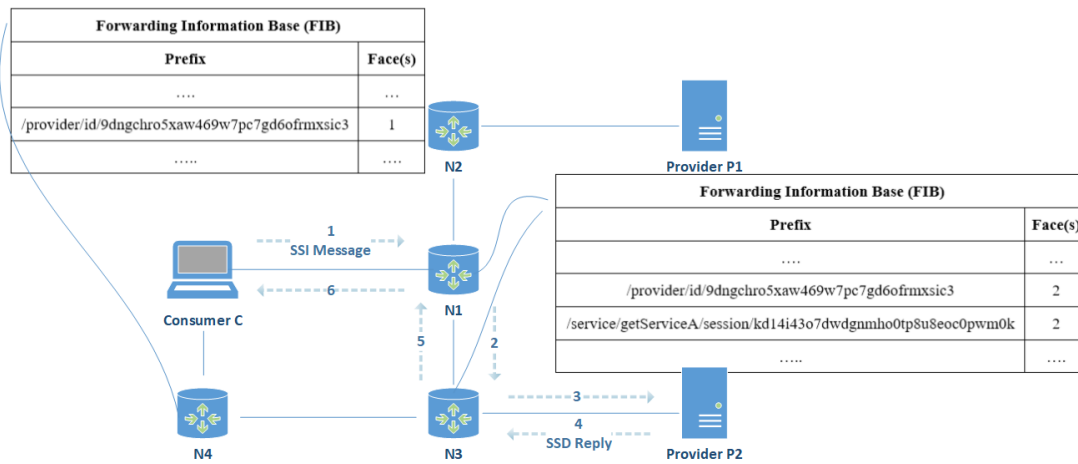 Forwarding Information Base (FIB)
Prefix Face(s)
…. …
/provider/id/9dngchro5xaw469w7pc7gd6ofrmxsic3 1
….. ….
N2
Provider P1
Forwarding Information Base (FIB)
Prefix Face(s)
…. …
/provider/id/9dngchro5xaw469w7pc7gd6ofrmxsic3 2
/service/getServiceA/session/kd14i43o7dwdgnmho0tp8u8eoc0pwm0k 2
….. ….
1
SSI Message
6
Consumer C
N1
5
2
3
4
SSD Reply
N4
N3
Provider P2